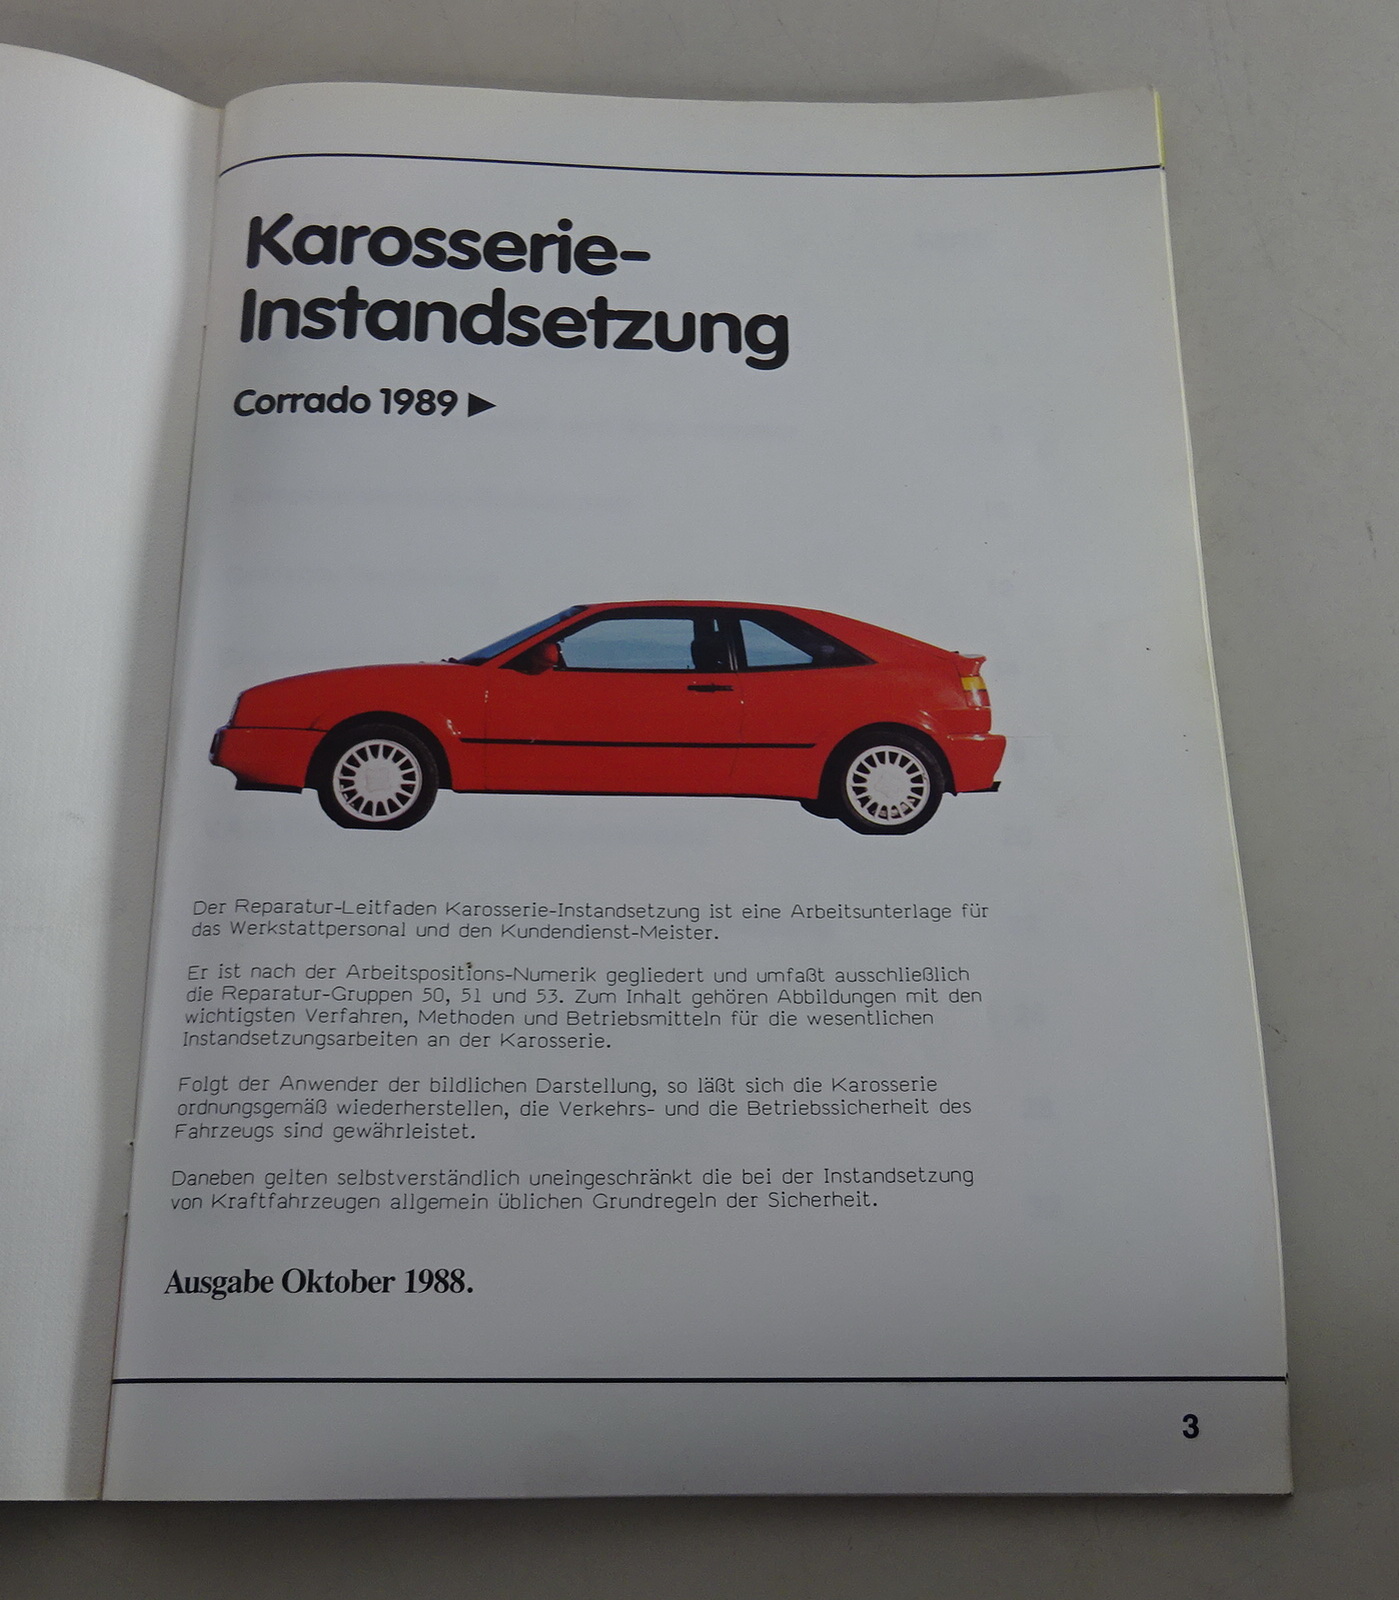 Karosserie-
Instandsetzung
Corrado 1989 ►
Der Reparatur-Leitfaden Karosserie-Instandsetzung ist eine Arbeitsunterlage für
das Werkstattpersonal und den Kundendienst-Meister.
Er ist nach der Arbeitspositions-Numerik gegliedert und umfaßt ausschließlich
die Reparatur-Gruppen 50, 51 und 53. Zum Inhalt gehören Abbildungen mit den
wichtigsten Verfahren, Methoden und Betriebsmitteln für die wesentlichen
Instandsetzungsarbeiten an der Karosserie.
Folgt der Anwender der bildlichen Darstellung, so läßt sich die Karosserie
ordnungsgemäß wiederherstellen, die Verkehrs- und die Betriebssicherheit des
Fahrzeugs sind gewährleistet.
Daneben gelten selbstverständlich uneingeschränkt die bei der Instandsetzung
von Kraftfahrzeugen allgemein üblichen Grundregeln der Sicherheit.
Ausgabe Oktober 1988.
3